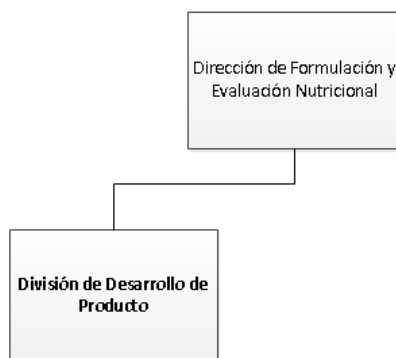 Dirección de Formulación y
Evaluación Nutricional
División de Desarrollo de
Producto